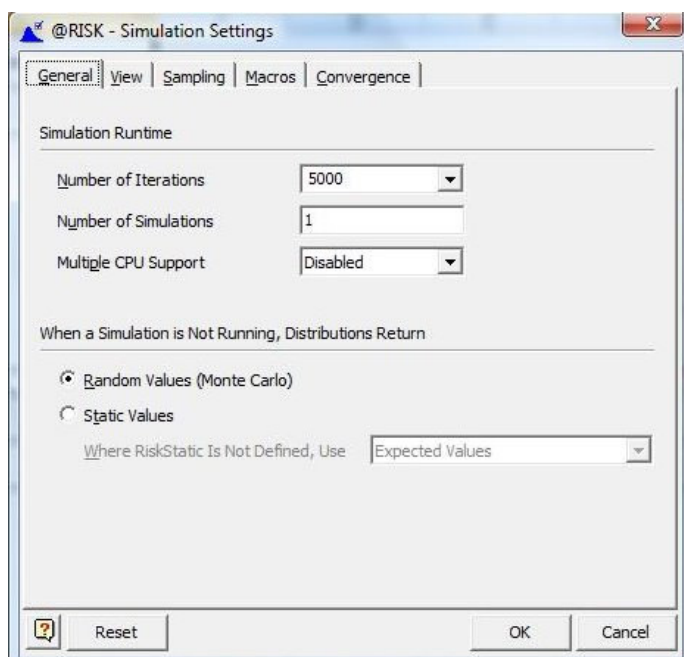 @RISK - Simulation Settings
General View Sampling Macros Convergence
Simulation Runtime
Number of Iterations 5000
Number of Simulations 1
Multiple CPU Support Disabled
When a Simulation is Not Running, Distributions Return
Random Values (Monte Carlo)
Static Values
Where RiskStatic Is Not Defined, Use Expected Values
Reset OK Cancel